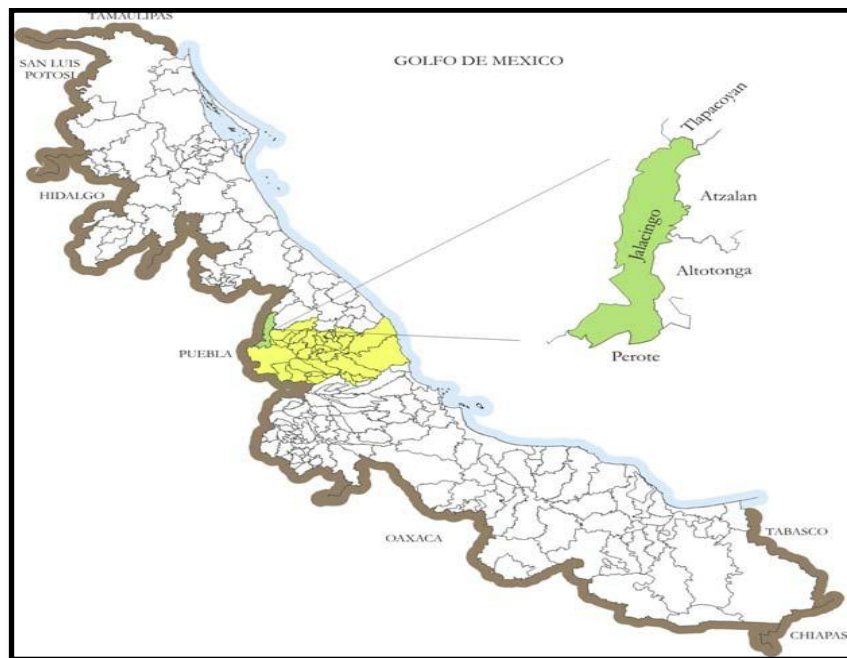 TAMAULIPAS
SAN LUIS
POTOSI
GOLFO DE MEXICO
Tlapacoyan
HIDALGO
Atzalan
Jalacingo
Altotonga
PUEBLA
Perote
OAXACA
TABASCO
CHIAPAS